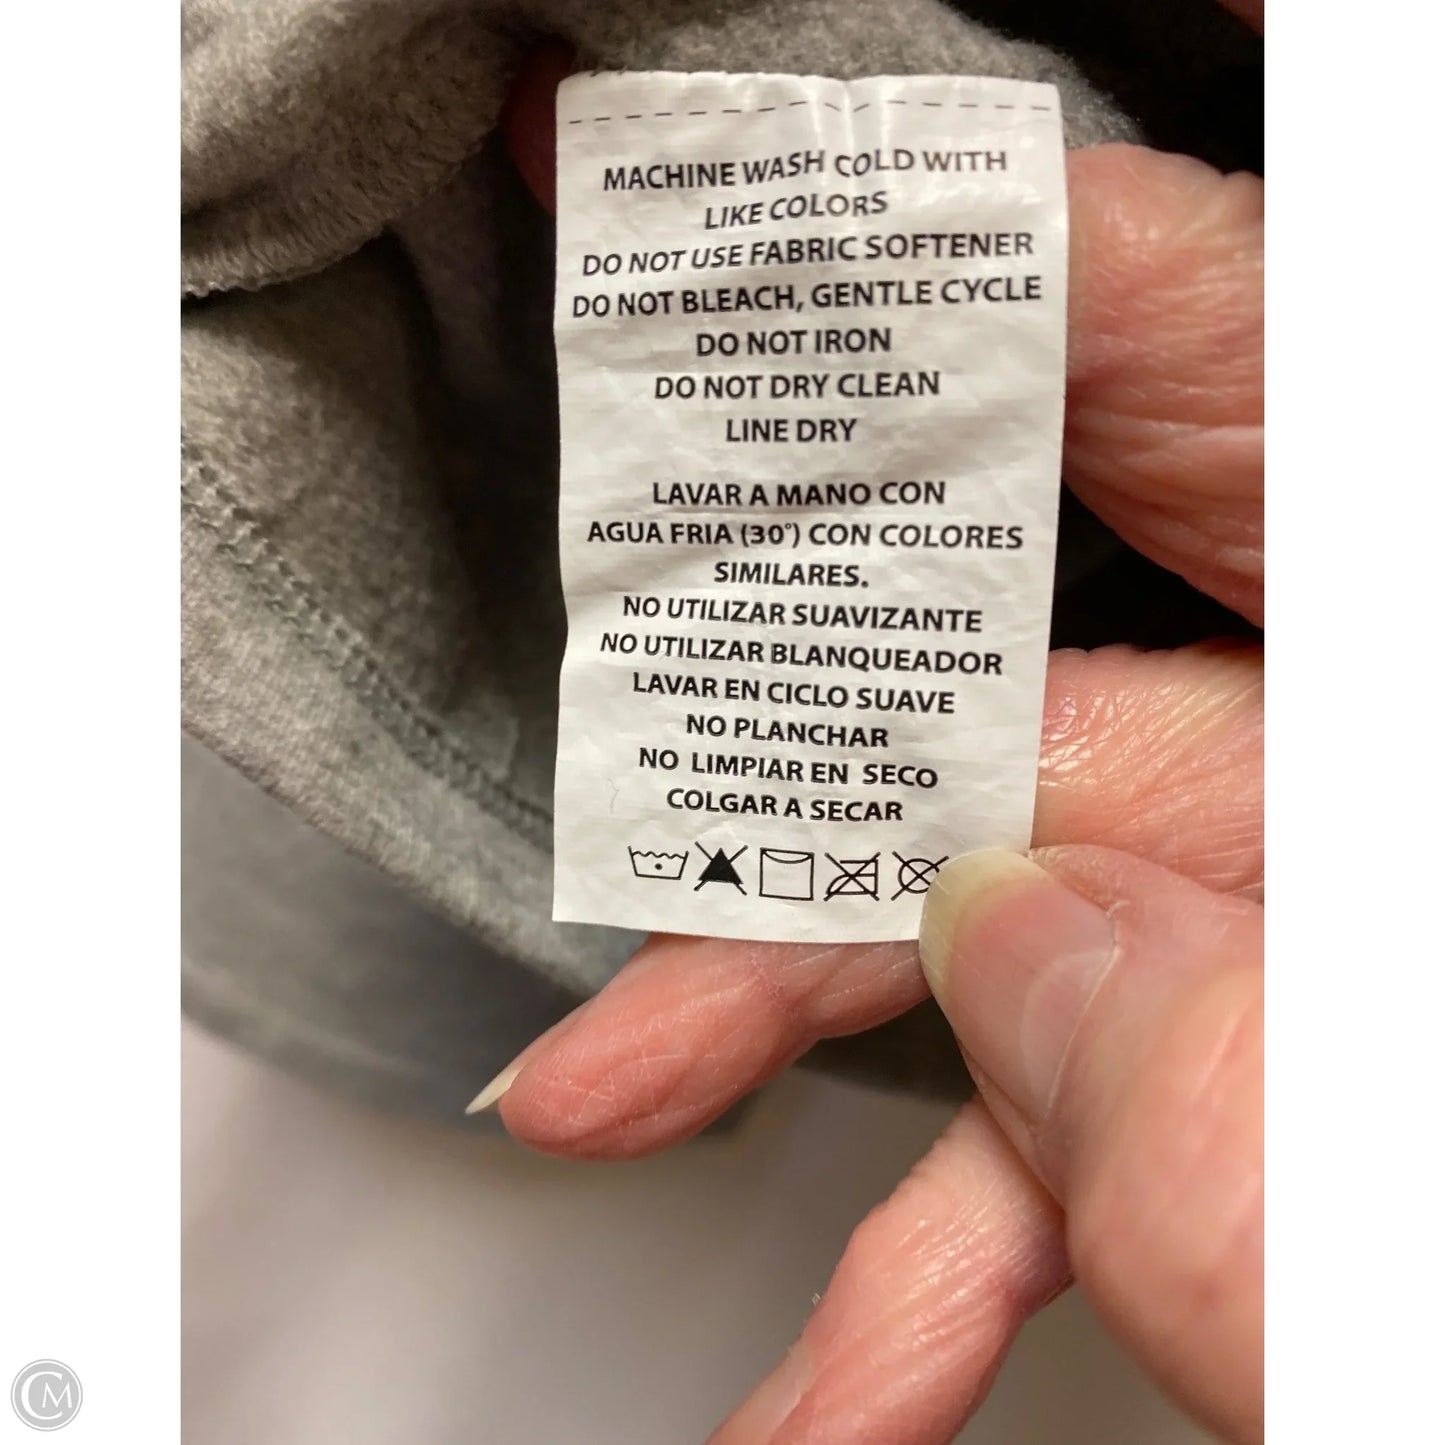 MACHINE WASH COLD WITH
LIKE COLORS
DO NOT USE FABRIC SOFTENER
DO NOT BLEACH, GENTLE CYCLE
DO NOT IRON
DO NOT DRY CLEAN
LINE DRY
LAVAR A MANO CON
AGUA FRIA (30°) CON COLORES
SIMILARES.
NO UTILIZAR SUAVIZANTE
NO UTILIZAR BLANQUEADOR
LAVAR EN CICLO SUAVE
NO PLANCHAR
NO LIMPIAR EN SECO
COLGAR A SECAR
CM